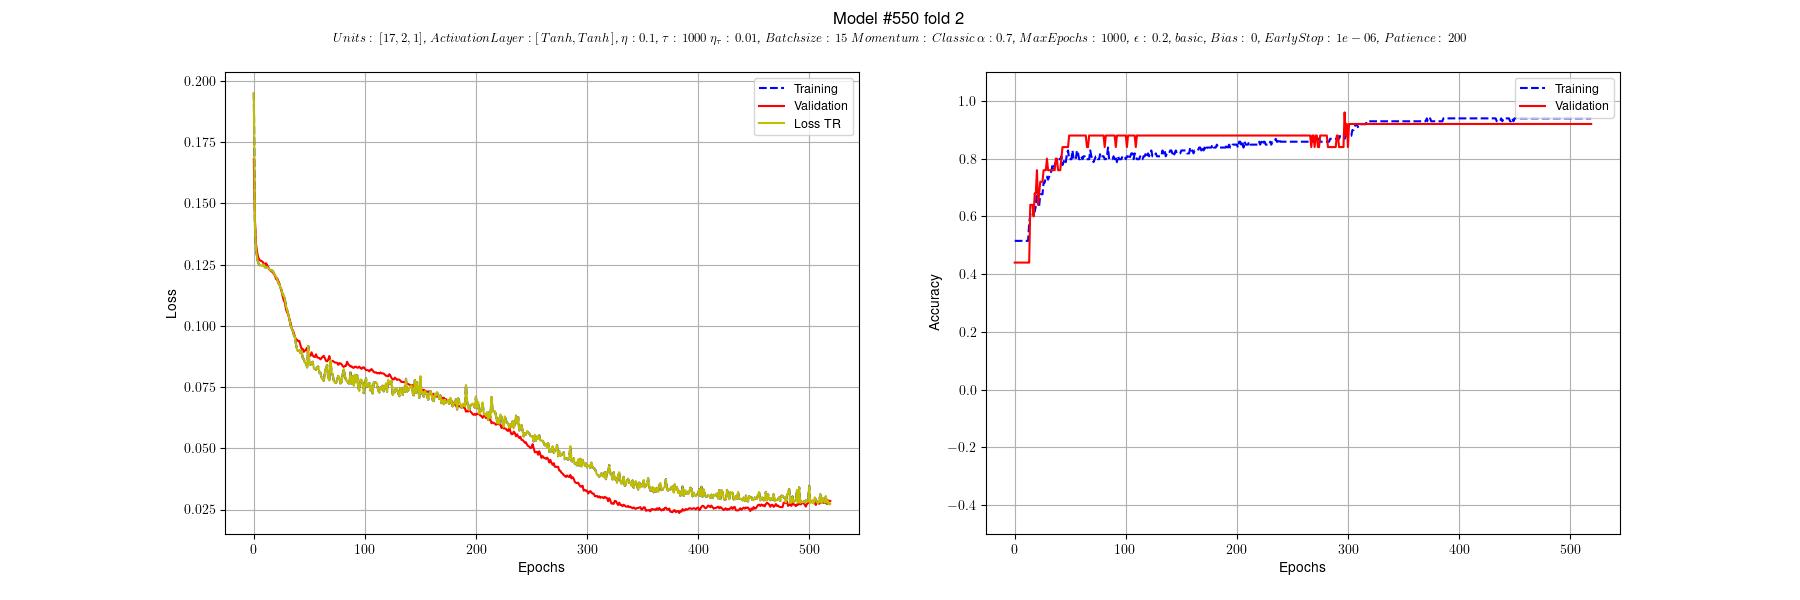 Model #550 fold 2
Units : [17, 2, 1], ActivationLayer : [Tanh, Tanh], η : 0.1, τ : 1000 η_τ : 0.01, Batchsize : 15 Momentum : Classic α : 0.7, MaxEpochs : 1000, ϵ : 0.2, basic, Bias : 0, EarlyStop : 1e − 06, Patience : 200
Training
Validation
Loss TR
0.200
0.175
0.150
0.125
0.100
0.075
0.050
0.025
Loss
0 100 200 300 400 500
Epochs
Training
Validation
1.0
0.8
0.6
0.4
0.2
0.0
−0.2
−0.4
Accuracy
0 100 200 300 400 500
Epochs